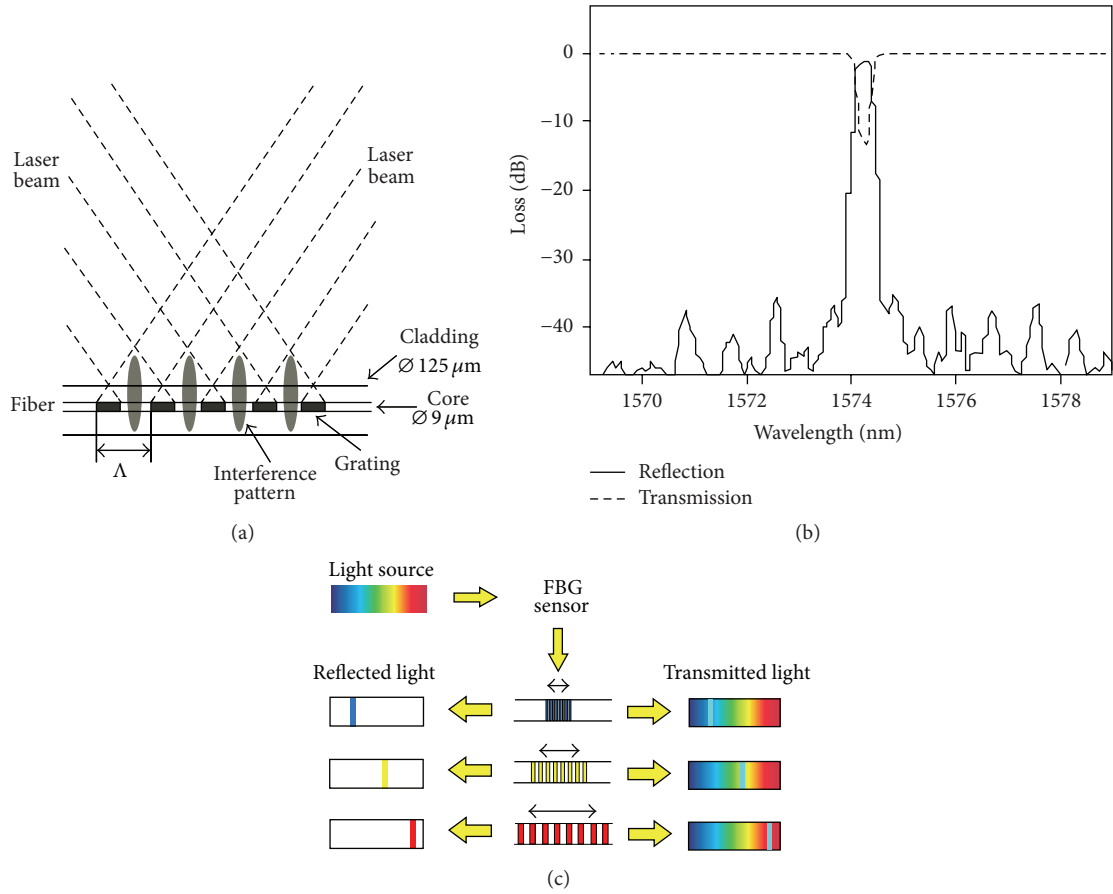 Laser
beam
Laser
beam
Cladding
∅ 125 μm
Fiber
Core
∅ 9 μm
Λ
Interference
pattern
Grating
(a)
Loss (dB)
0
−10
−20
−30
−40
1570
1572
1574
1576
1578
Wavelength (nm)
Reflection
Transmission
(b)
Light source
FBG
sensor
Reflected light
Transmitted light
(c)